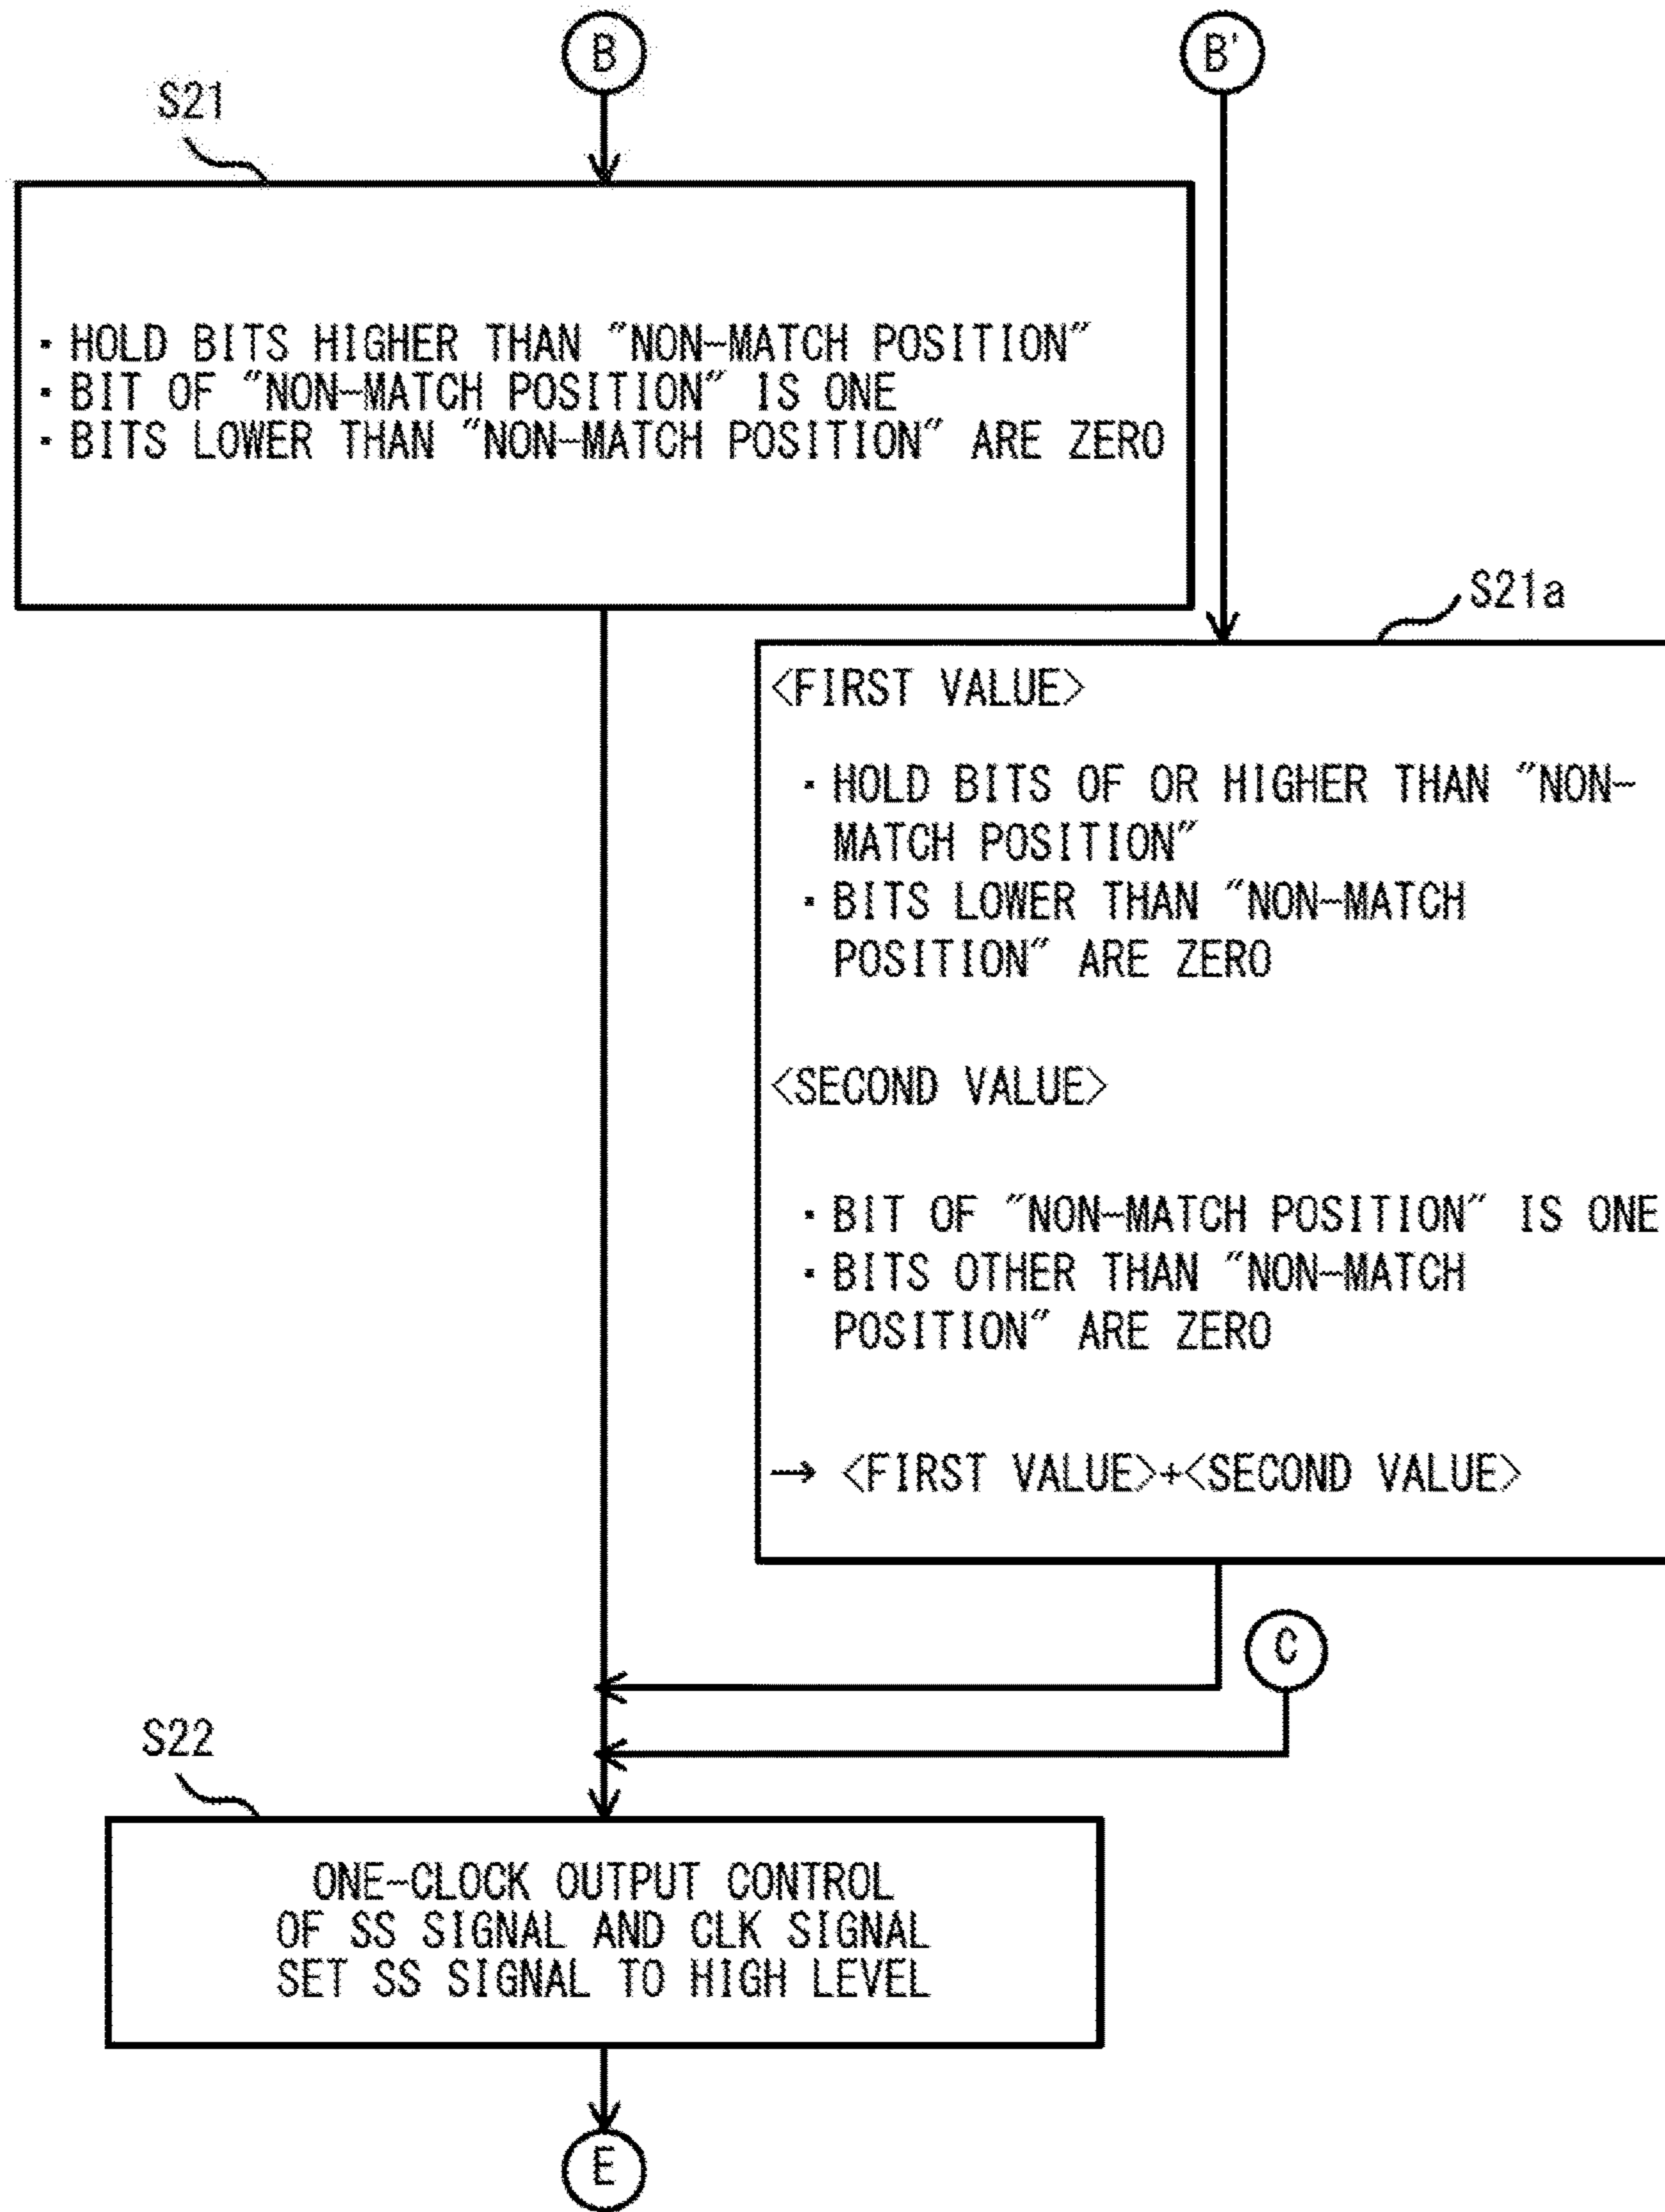 B
B'
S21
· HOLD BITS HIGHER THAN "NON-MATCH POSITION"
· BIT OF "NON-MATCH POSITION" IS ONE
· BITS LOWER THAN "NON-MATCH POSITION" ARE ZERO
S21a
<FIRST VALUE>
· HOLD BITS OF OR HIGHER THAN "NON-
MATCH POSITION"
· BITS LOWER THAN "NON-MATCH
POSITION" ARE ZERO
<SECOND VALUE>
· BIT OF "NON-MATCH POSITION" IS ONE
· BITS OTHER THAN "NON-MATCH
POSITION" ARE ZERO
→ <FIRST VALUE>+<SECOND VALUE>
C
S22
ONE-CLOCK OUTPUT CONTROL
OF SS SIGNAL AND CLK SIGNAL
SET SS SIGNAL TO HIGH LEVEL
E